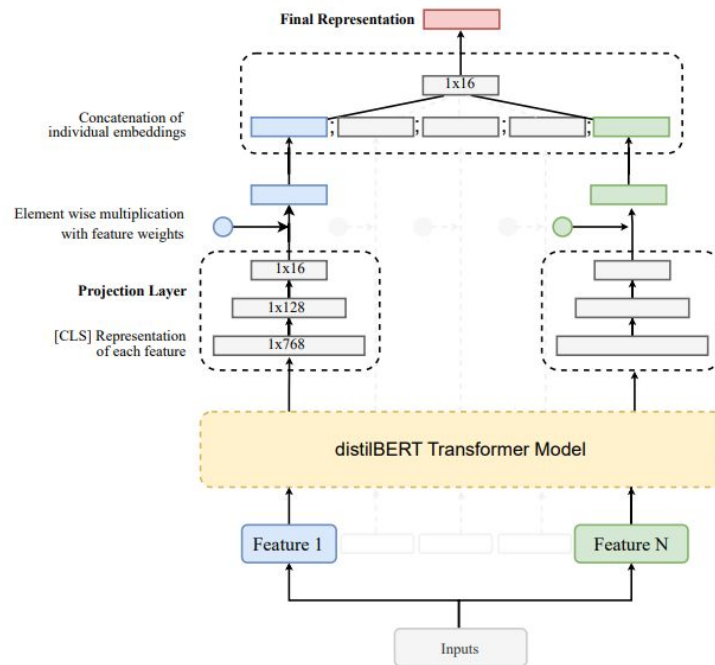 Final Representation
1x16
Concatenation of
individual embeddings
; ; ; ;
Element wise multiplication
with feature weights
1x16
Projection Layer
1x128
[CLS] Representation
of each feature
1x768
distilBERT Transformer Model
Feature 1
Feature N
Inputs